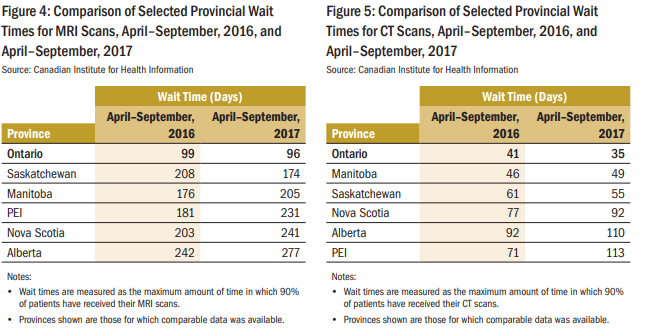 Figure 4: Comparison of Selected Provincial Wait
Times for MRI Scans, April–September, 2016, and
April–September, 2017
Source: Canadian Institute for Health Information
Wait Time (Days)
April–September, April–September,
Province 2016 2017
Ontario 99 96
Saskatchewan 208 174
Manitoba 176 205
PEI 181 231
Nova Scotia 203 241
Alberta 242 277
Notes:
• Wait times are measured as the maximum amount of time in which 90%
of patients have received their MRI scans.
• Provinces shown are those for which comparable data was available.
Figure 5: Comparison of Selected Provincial Wait
Times for CT Scans, April–September, 2016, and
April–September, 2017
Source: Canadian Institute for Health Information
Wait Time (Days)
April–September, April–September,
Province 2016 2017
Ontario 41 35
Manitoba 46 49
Saskatchewan 61 55
Nova Scotia 77 92
Alberta 92 110
PEI 71 113
Notes:
• Wait times are measured as the maximum amount of time in which 90%
of patients have received their CT scans.
• Provinces shown are those for which comparable data was available.